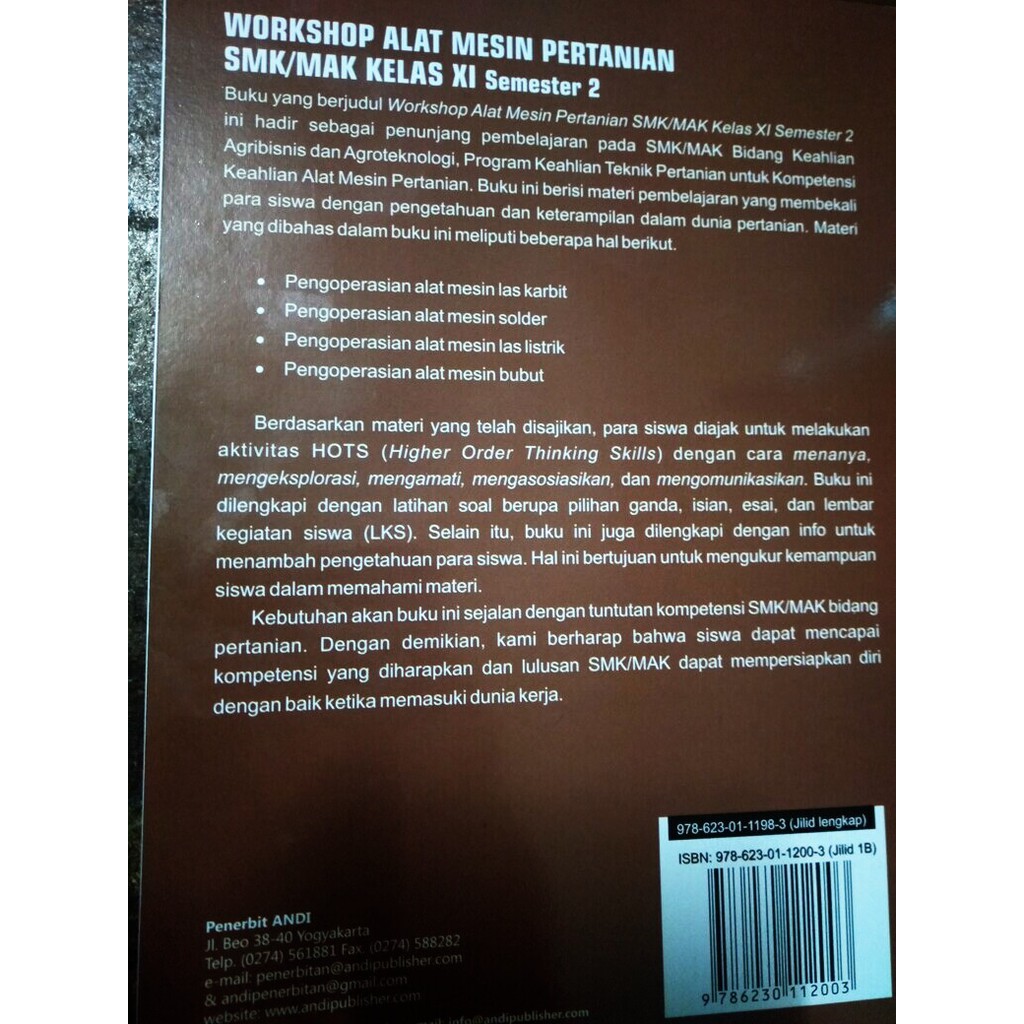 WORKSHOP ALAT MESIN PERTANIAN
SMK/MAK KELAS XI Semester 2
Buku yang berjudul Workshop Alat Mesin Pertanian SMK/MAK Kelas XI Semester 2
ini hadir sebagai penunjang pembelajaran pada SMK/MAK Bidang Keahlian
Agribisnis dan Agroteknologi, Program Keahlian Teknik Pertanian untuk Kompetensi
Keahlian Alat Mesin Pertanian. Buku ini berisi materi pembelajaran yang membekali
para siswa dengan pengetahuan dan keterampilan dalam dunia pertanian. Materi
yang dibahas dalam buku ini meliputi beberapa hal berikut.
• Pengoperasian alat mesin las karbit
• Pengoperasian alat mesin solder
• Pengoperasian alat mesin las listrik
• Pengoperasian alat mesin bubut
Berdasarkan materi yang telah disajikan, para siswa diajak untuk melakukan
aktivitas HOTS (Higher Order Thinking Skills) dengan cara menanya,
mengeksplorasi, mengamati, mengasosiasikan, dan mengomunikasikan. Buku ini
dilengkapi dengan latihan soal berupa pilihan ganda, isian, esai, dan lembar
kegiatan siswa (LKS). Selain itu, buku ini juga dilengkapi dengan info untuk
menambah pengetahuan para siswa. Hal ini bertujuan untuk mengukur kemampuan
siswa dalam memahami materi.
Kebutuhan akan buku ini sejalan dengan tuntutan kompetensi SMK/MAK bidang
pertanian. Dengan demikian, kami berharap bahwa siswa dapat mencapai
kompetensi yang diharapkan dan lulusan SMK/MAK dapat mempersiapkan diri
dengan baik ketika memasuki dunia kerja.
978-623-01-1198-3 (Jilid lengkap)
ISBN: 978-623-01-1200-3 (Jilid 1B)
9 786230 112003
Penerbit ANDI
Jl. Beo 38-40 Yogyakarta
Telp. (0274) 561881 Fax. (0274) 588282
e-mail: penerbitan@andipublisher.com
& andipenerbitan@gmail.com
website: www.andipublisher.com
info@andipublisher.com